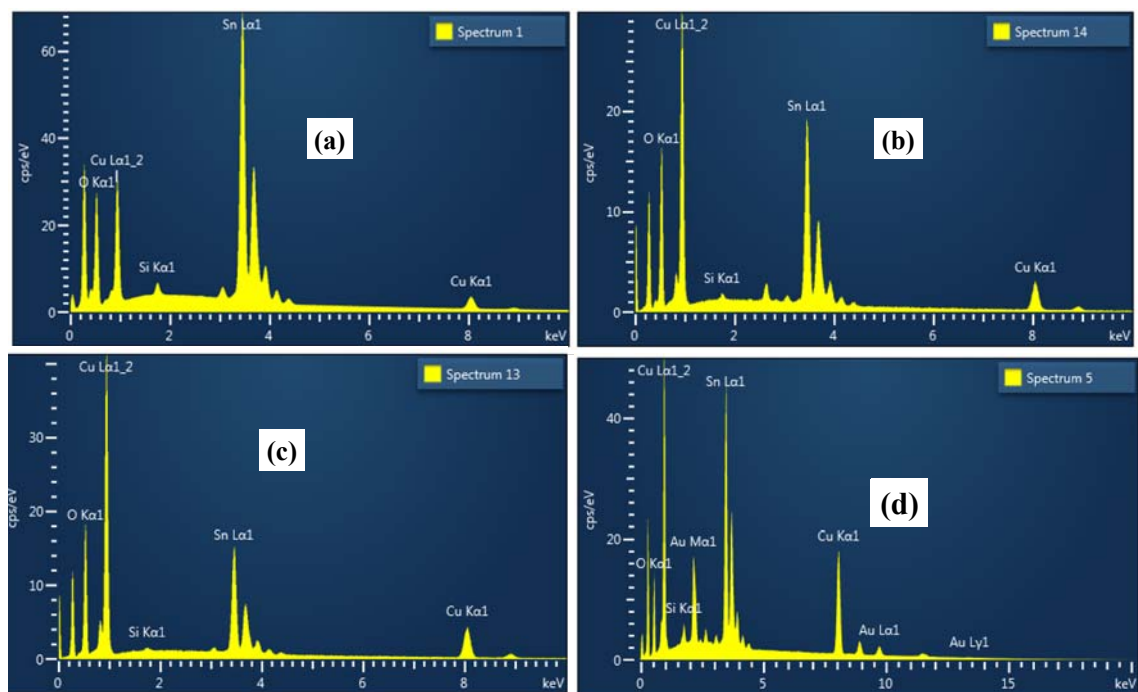 Sn Lα1
Spectrum 1
60
(a)
40
cps/eV
Cu Lα1_2
O Kα1
20
Si Kα1
Cu Kα1
0
0 2 4 6 8 keV
Cu Lα1_2
Spectrum 14
20
Sn Lα1
(b)
O Kα1
cps/eV
10
Si Kα1
Cu Kα1
0
0 2 4 6 8 keV
Cu Lα1_2
Spectrum 13
30
(c)
cps/eV
20
O Kα1
Sn Lα1
10
Si Kα1
Cu Kα1
0
0 2 4 6 8 keV
Cu Lα1_2
Sn Lα1
Spectrum 5
40
(d)
cps/eV
Cu Kα1
20
Au Mα1
O Kα1
Si Kα1
Au Lα1
Au Lγ1
0
0 5 10 15 keV